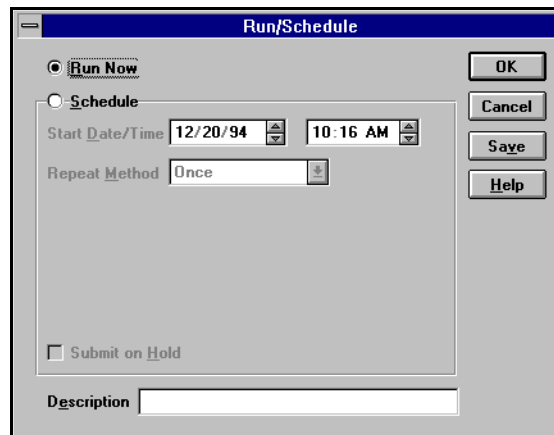 Run/Schedule
Run Now
OK
Schedule
Cancel
Start Date/Time 12/20/94 10:16 AM
Save
Repeat Method Once
Help
Submit on Hold
Description